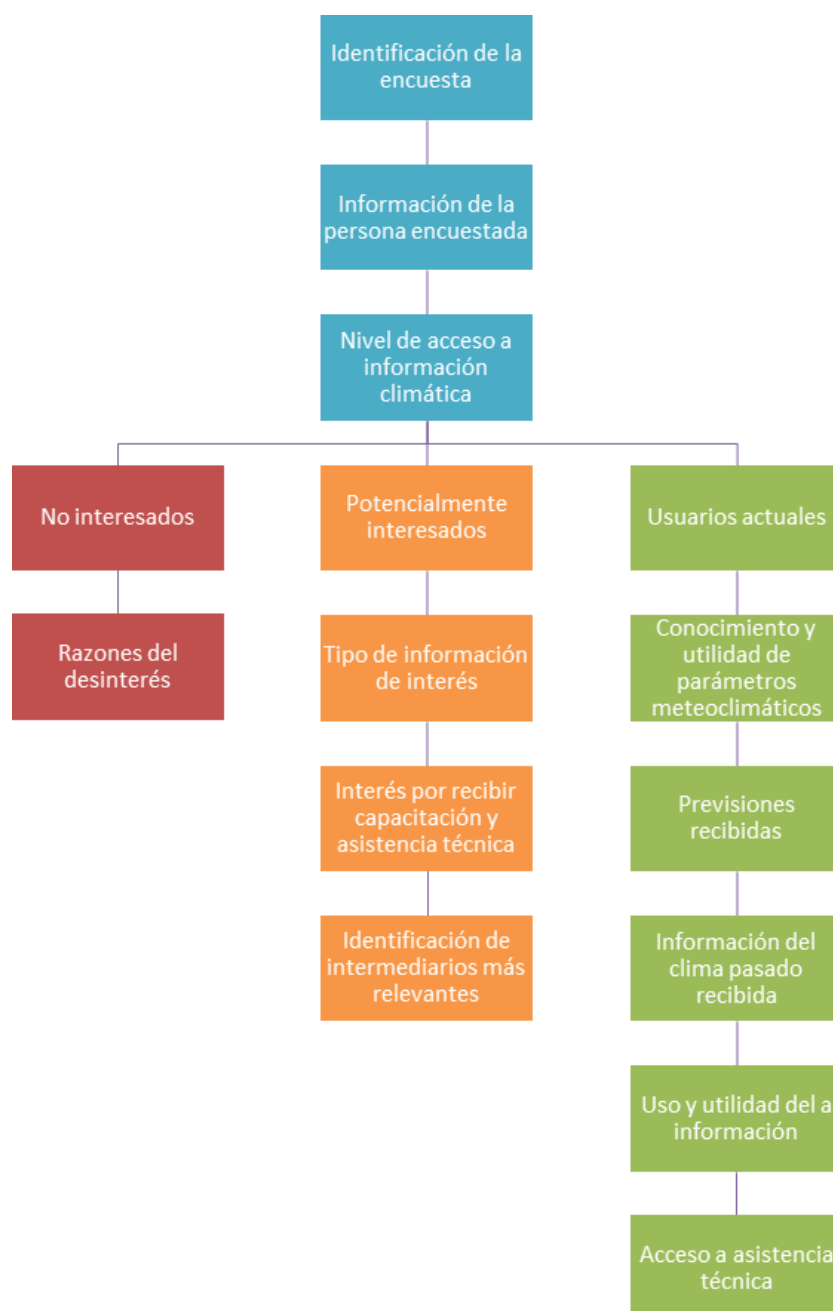 Identificación de la
encuesta
Información de la
persona encuestada
Nivel de acceso a
información
climática
No interesados
Razones del
desinterés
Potencialmente
interesados
Tipo de información
de interés
Interés por recibir
capacitación y
asistencia técnica
Identificación de
intermediarios más
relevantes
Usuarios actuales
Conocimiento y
utilidad de
parámetros
meteoclimáticos
Previsiones
recibidas
Información del
clima pasado
recibida
Uso y utilidad del a
información
Acceso a asistencia
técnica